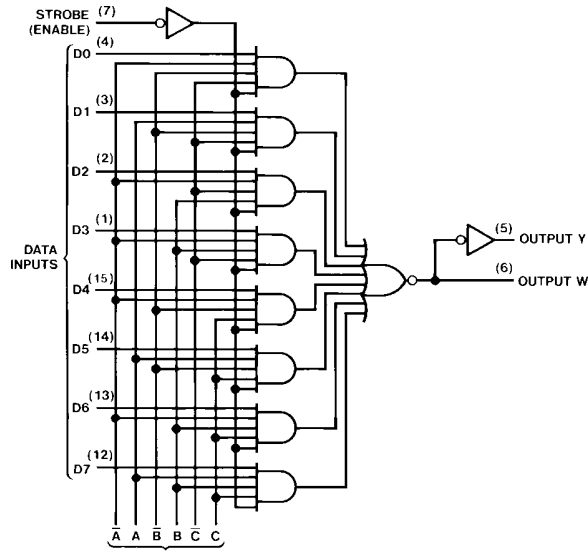 STROBE (7)
(ENABLE)
(4)
D0
(3)
D1
(2)
D2
(1)
D3
DATA
INPUTS
(15)
D4
(14)
D5
(13)
D6
(12)
D7
(5)
OUTPUT Y
(6)
OUTPUT W
A̅ A B̅ B C̅ C